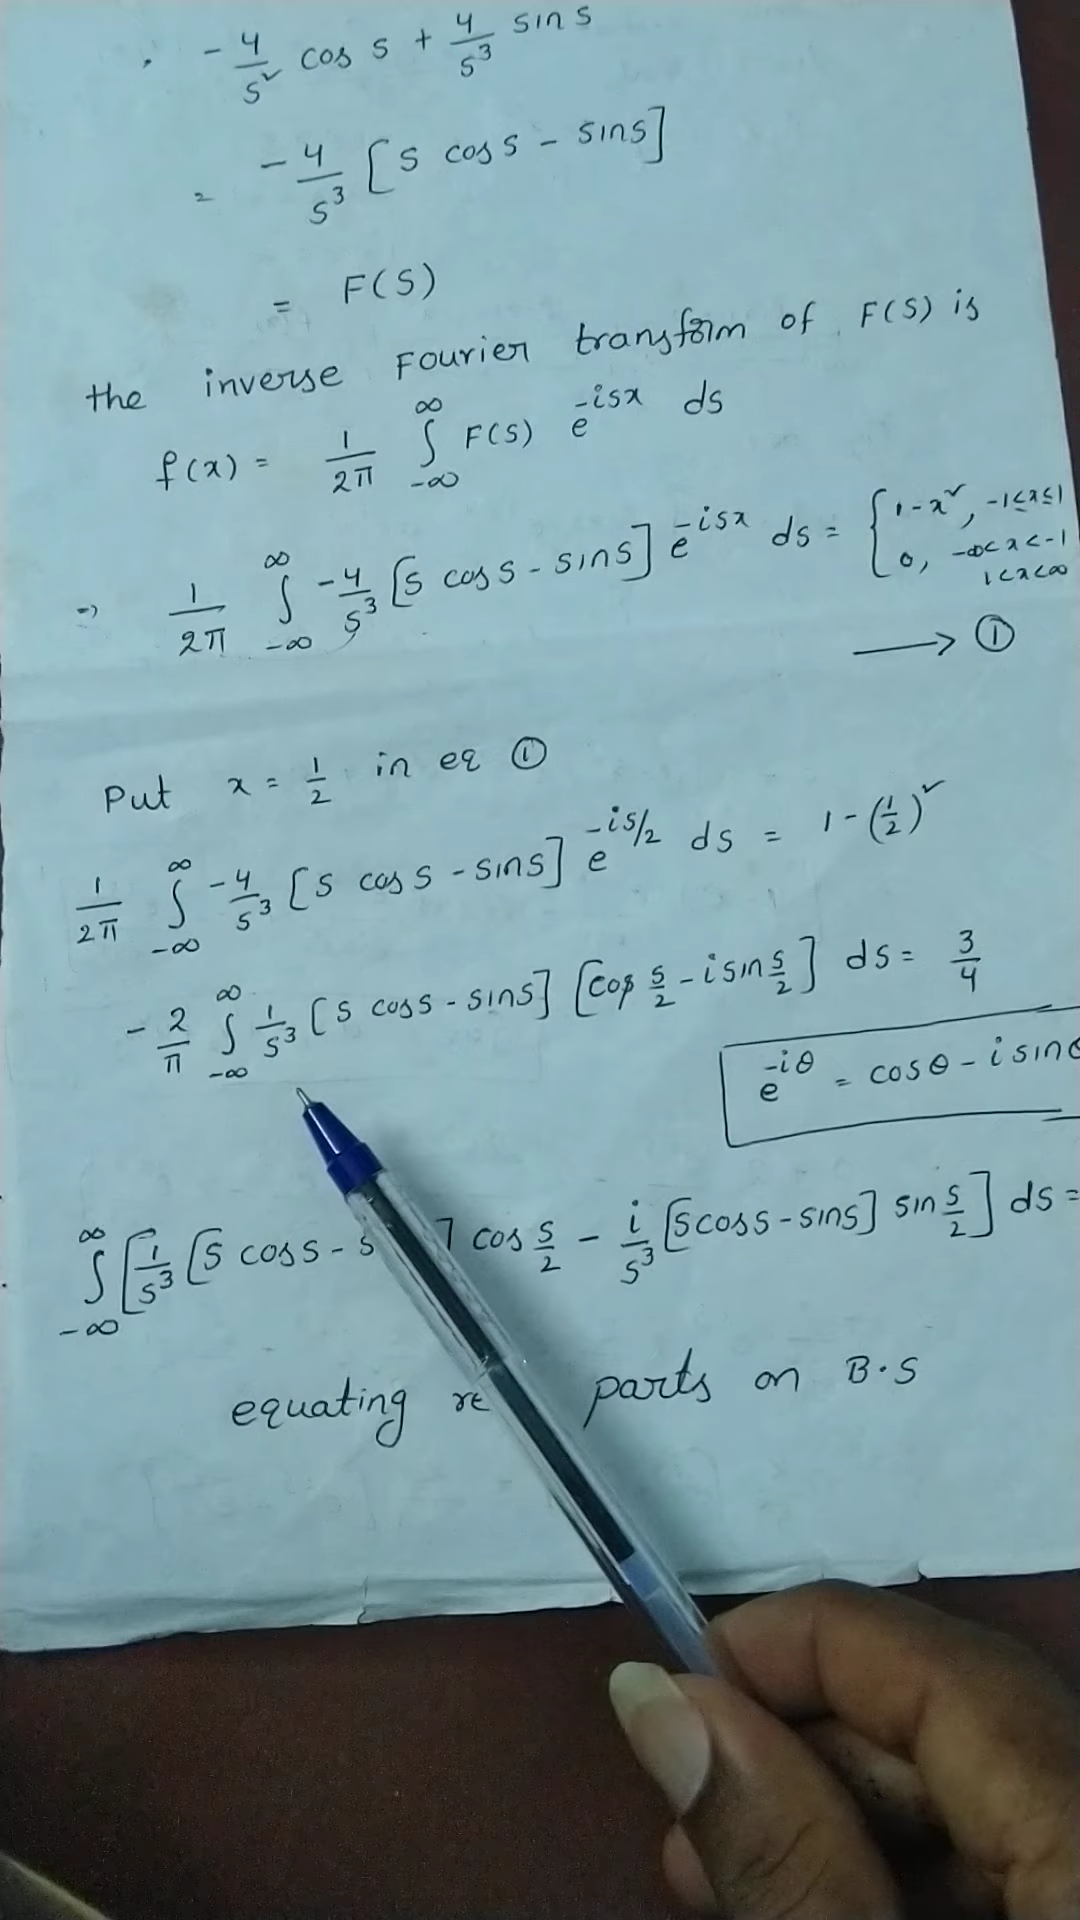 - 4/s² cos s + 4/s³ sin s
= -4/s³ [s cos s - sin s]
= F(S)
the inverse Fourier transform of F(S) is
f(x) = 1/2π ∫_{-∞}^{∞} F(S) e^{-isx} ds
⇒ 1/2π ∫_{-∞}^{∞} -4/s³ [s cos s - sin s] e^{-isx} ds = { 1-x², -1≤x≤1
0, -∞<x<-1
1<x<∞
→ ①
Put x = 1/2 in eq ①
1/2π ∫_{-∞}^{∞} -4/s³ [s cos s - sin s] e^{-is/2} ds = 1-(1/2)²
-2/π ∫_{-∞}^{∞} 1/s³ [s cos s - sin s] [cos s/2 - i sin s/2] ds = 3/4
e^{-iθ} = cosθ - i sinθ
∫_{-∞}^{∞} [1/s³ [s cos s - s ] cos s/2 - i/s³ [s cos s - sin s] sin s/2] ds =
equating parts on B.S